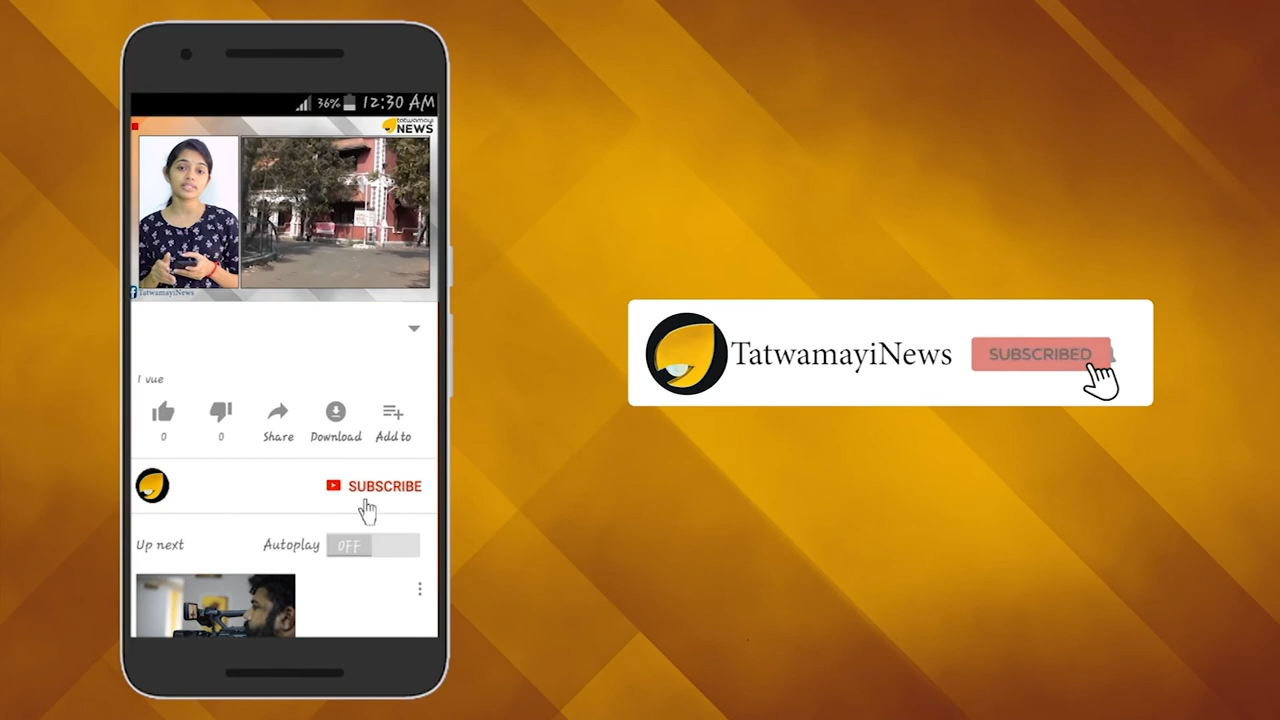 36% 12:30 AM
tatwamayi
NEWS
TatwamayiNews
1 vue
0
0
Share
Download
Add to
SUBSCRIBE
Up next
Autoplay
OFF
TatwamayiNews
SUBSCRIBED